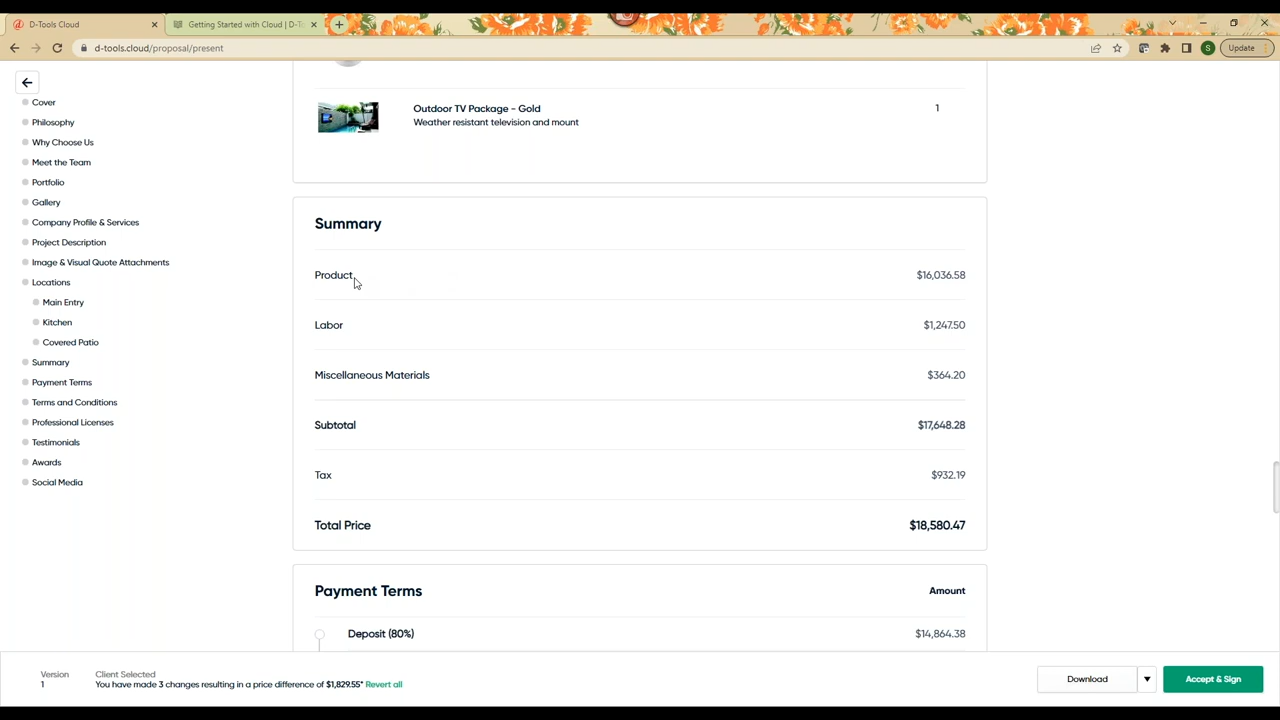 D-Tools Cloud
Getting Started with Cloud | D-T
d-tools.cloud/proposal/present
S
Update
Cover
Philosophy
Why Choose Us
Meet the Team
Portfolio
Gallery
Company Profile & Services
Project Description
Image & Visual Quote Attachments
Locations
Main Entry
Kitchen
Covered Patio
Summary
Payment Terms
Terms and Conditions
Professional Licenses
Testimonials
Awards
Social Media
Outdoor TV Package - Gold 1
Weather resistant television and mount
Summary
Product $16,036.58
Labor $1,247.50
Miscellaneous Materials $364.20
Subtotal $17,648.28
Tax $932.19
Total Price $18,580.47
Payment Terms Amount
Deposit (80%) $14,864.38
Version
1
Client Selected
You have made 3 changes resulting in a price difference of $1,829.55* Revert all
Download
Accept & Sign